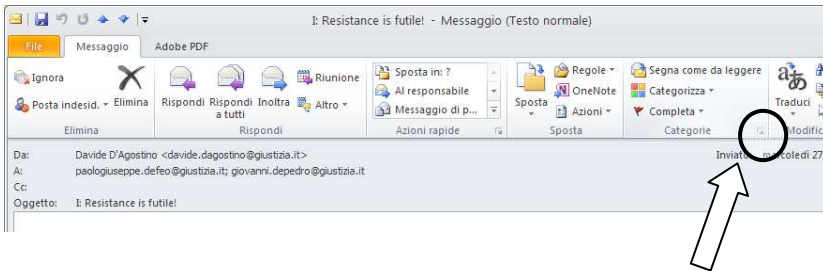 I: Resistance is futile! - Messaggio (Testo normale)
File Messaggio Adobe PDF
Ignora
Posta indesid. Elimina
Elimina
Rispondi Rispondi a tutti Inoltra
Riunione
Altro
Rispondi
Sposta in: ?
Al responsabile
Messaggio di p...
Azioni rapide
Sposta
Regole
OneNote
Azioni
Sposta
Segna come da leggere
Categorizza
Completa
Categorie
Traduci
Modific
Da: Davide D'Agostino <davide.dagostino@giustizia.it> Inviato: mercoledì 27
A: paologiuseppe.defeo@giustizia.it; giovanni.depedro@giustizia.it
Cc:
Oggetto: I: Resistance is futile!